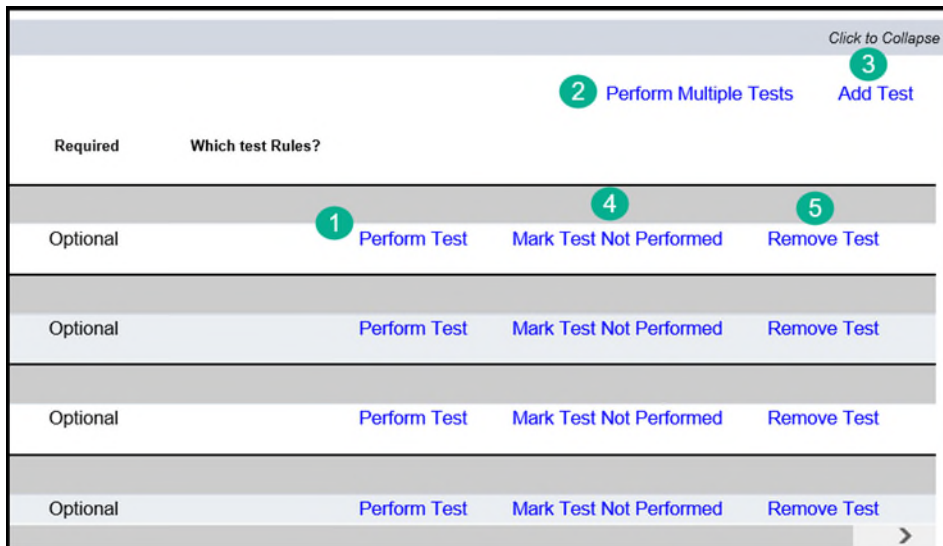 Click to Collapse
3
2 Perform Multiple Tests Add Test
Required Which test Rules?
1 4 5
Optional Perform Test Mark Test Not Performed Remove Test
Optional Perform Test Mark Test Not Performed Remove Test
Optional Perform Test Mark Test Not Performed Remove Test
Optional Perform Test Mark Test Not Performed Remove Test